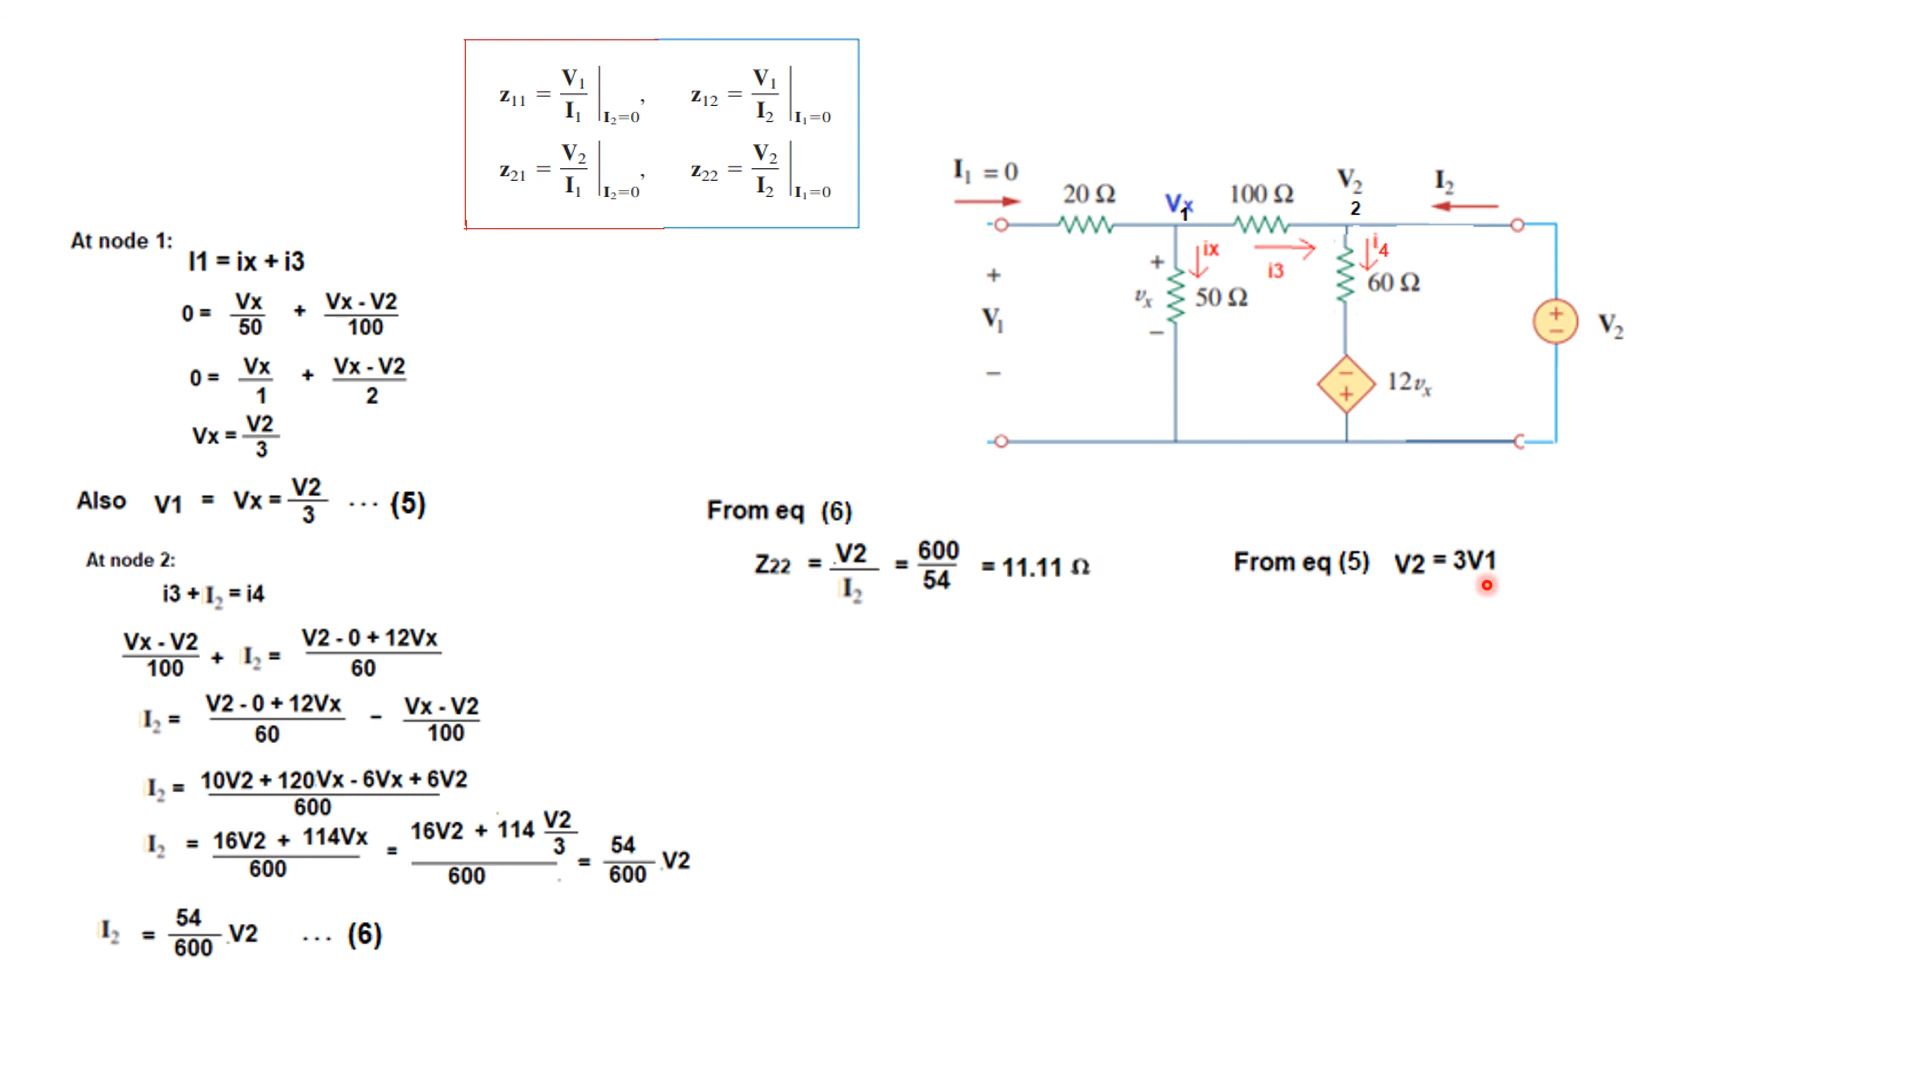 z11 = V1 / I1 | I2=0, z12 = V1 / I2 | I1=0
z21 = V2 / I1 | I2=0, z22 = V2 / I2 | I1=0
I1 = 0
20 Ω
Vx
1
100 Ω
V2
2
I2
+
V1
−
+
vx
−
ix
50 Ω
i3
i4
60 Ω
−
+
12vx
+
−
V2
At node 1:
I1 = ix + i3
0 = Vx / 50 + Vx - V2 / 100
0 = Vx / 1 + Vx - V2 / 2
Vx = V2 / 3
Also V1 = Vx = V2 / 3 ... (5)
At node 2:
i3 + I2 = i4
Vx - V2 / 100 + I2 = V2 - 0 + 12Vx / 60
I2 = V2 - 0 + 12Vx / 60 - Vx - V2 / 100
I2 = 10V2 + 120Vx - 6Vx + 6V2 / 600
I2 = 16V2 + 114Vx / 600 = 16V2 + 114 V2 / 3 / 600 = 54 / 600 V2
I2 = 54 / 600 V2 ... (6)
From eq (6)
Z22 = V2 / I2 = 600 / 54 = 11.11 Ω
From eq (5) V2 = 3V1